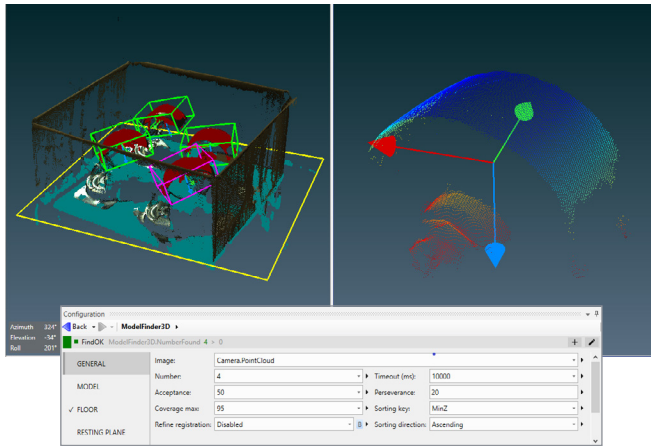 Azimuth 324°
Elevation -34°
Roll 201°
Configuration
Back ModelFinder3D
FindOK ModelFinder3D.NumberFound 4 > 0
GENERAL
MODEL
✓ FLOOR
RESTING PLANE
Image: Camera.PointCloud
Number: 4 Timeout (ms): 10000
Acceptance: 50 Perseverance: 20
Coverage max: 95 Sorting key: MinZ
Refine registration: Disabled Sorting direction: Ascending